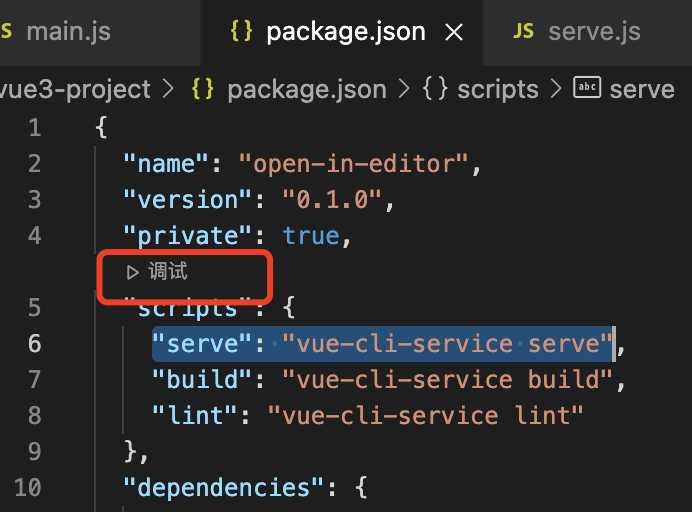 S main.js {} package.json × JS serve.js
vue3-project > {} package.json > {} scripts > abc serve
1 {
2 "name": "open-in-editor",
3 "version": "0.1.0",
4 "private": true,
▷ 调试
5 "scripts": {
6 "serve": "vue-cli-service serve",
7 "build": "vue-cli-service build",
8 "lint": "vue-cli-service lint"
9 },
10 "dependencies": {